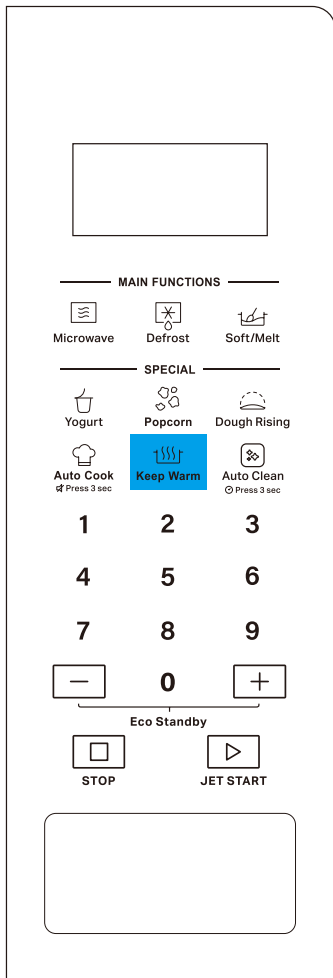 MAIN FUNCTIONS
Microwave Defrost Soft/Melt
SPECIAL
Yogurt Popcorn Dough Rising
Auto Cook Keep Warm Auto Clean
Press 3 sec Press 3 sec
1 2 3
4 5 6
7 8 9
− 0 +
Eco Standby
STOP JET START